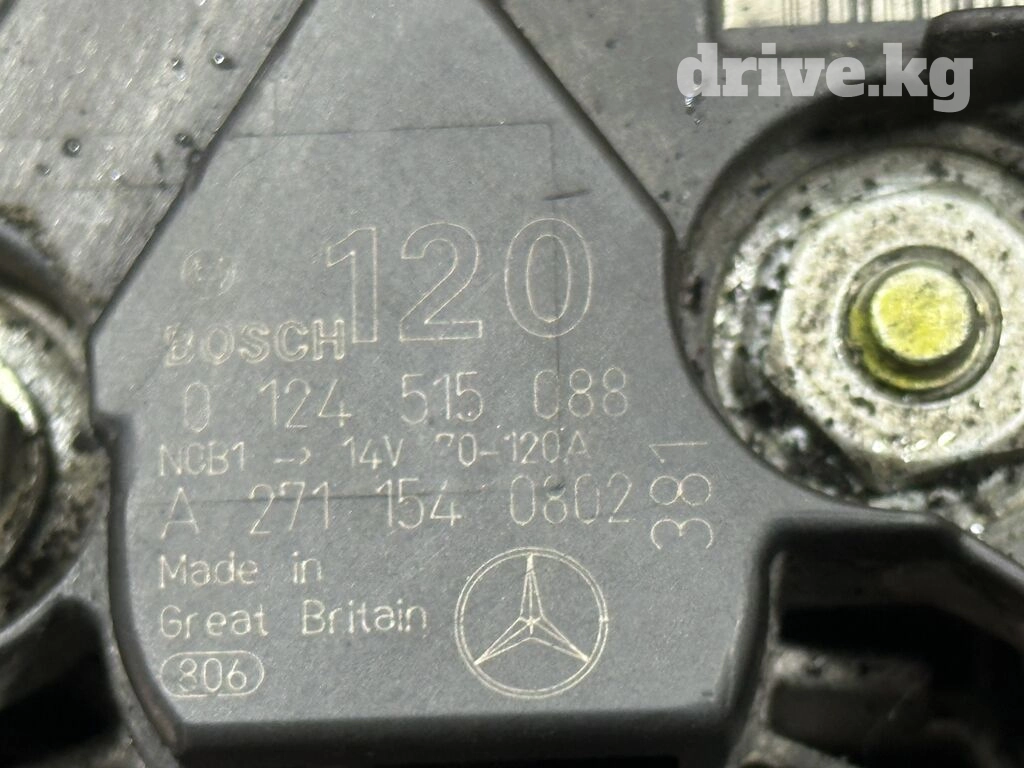 drive.kg
120
BOSCH
0 124 515 088
NCB1 → 14V 70-120A
A 271 154 0802
381
Made in
Great Britain
306